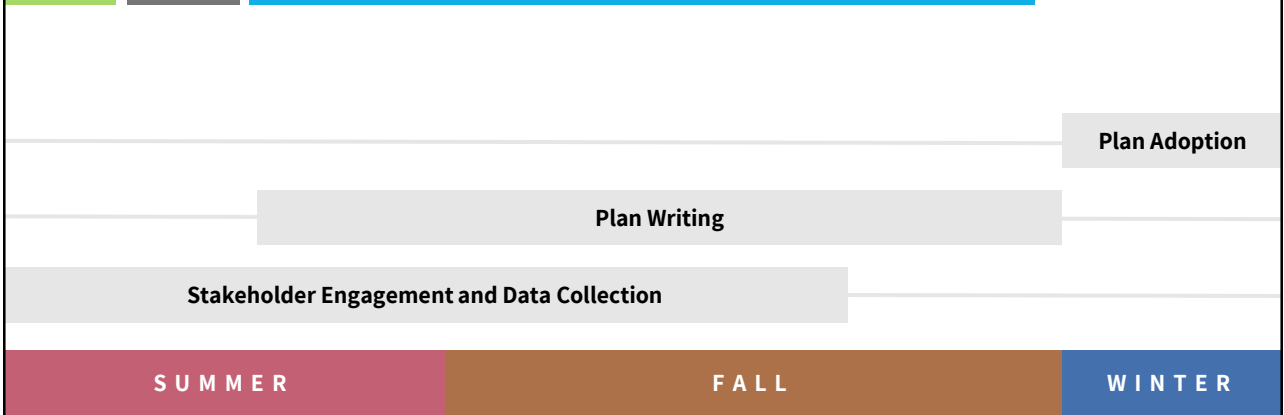 Plan Adoption
Plan Writing
Stakeholder Engagement and Data Collection
SUMMER FALL WINTER